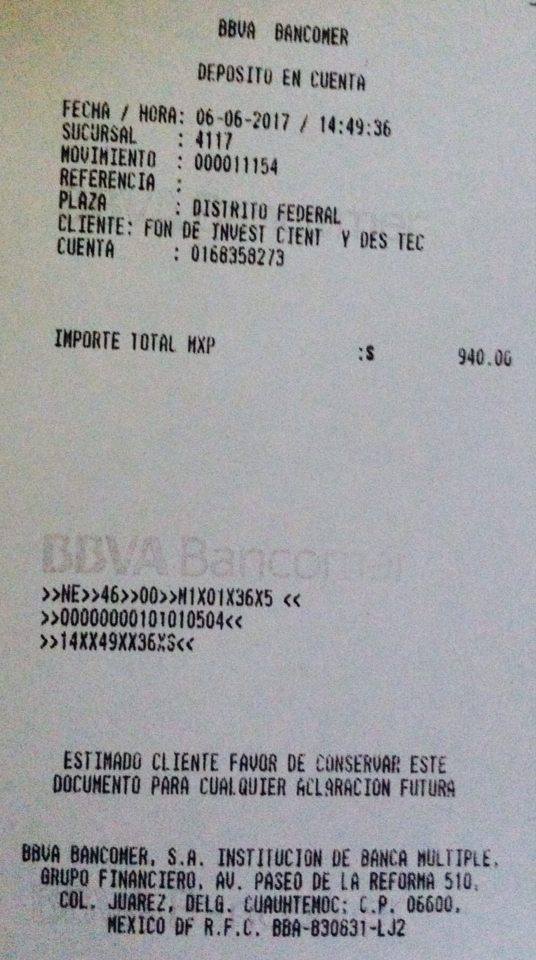 BBVA BANCOMER
DEPOSITO EN CUENTA
FECHA / HORA: 06-06-2017 / 14:49:36
SUCURSAL : 4117
MOVIMIENTO : 000011154
REFERENCIA :
PLAZA : DISTRITO FEDERAL
CLIENTE: FON DE INVEST CIENT Y DES TEC
CUENTA : 0168358273
IMPORTE TOTAL MXP :$ 940.00
BBVA Bancomer
>>NE>>46>>00>>M1X01X36X5 <<
>>00000000101010504<<
>>14XX49XX36XS<<
ESTIMADO CLIENTE FAVOR DE CONSERVAR ESTE
DOCUMENTO PARA CUALQUIER ACLARACION FUTURA
BBVA BANCOMER, S.A. INSTITUCION DE BANCA MULTIPLE,
GRUPO FINANCIERO, AV. PASEO DE LA REFORMA 510,
COL. JUAREZ, DELG. CUAUHTEMOC; C.P. 06600,
MEXICO DF R.F.C. BBA-830831-LJ2